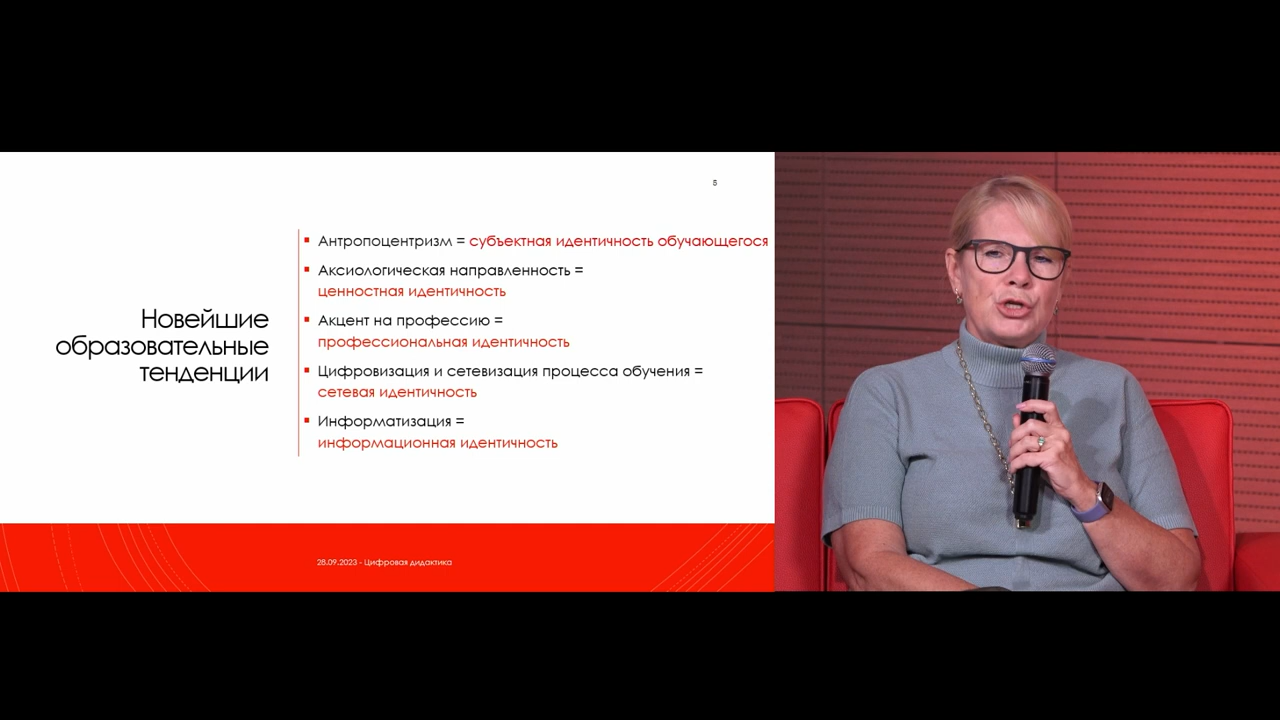 5
Новейшие
образовательные
тенденции
Антропоцентризм = субъектная идентичность обучающегося
Аксиологическая направленность =
ценностная идентичность
Акцент на профессию =
профессиональная идентичность
Цифровизация и сетевизация процесса обучения =
сетевая идентичность
Информатизация =
информационная идентичность
28.09.2023 - Цифровая дидактика